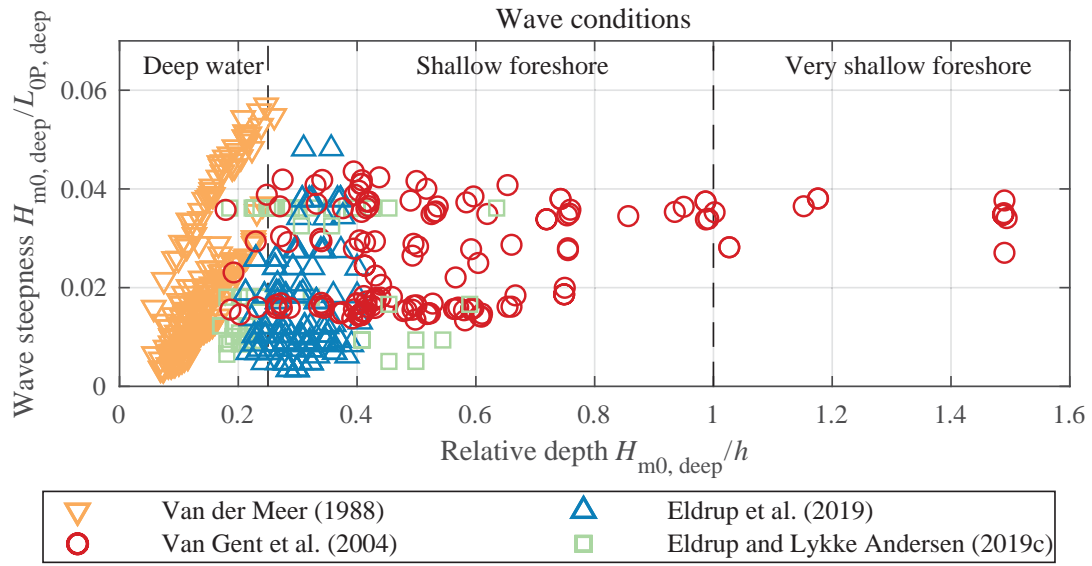 Wave conditions
Deep water
Shallow foreshore
Very shallow foreshore
Wave steepness H_m0, deep/L_0P, deep
0.06
0.04
0.02
0
0 0.2 0.4 0.6 0.8 1 1.2 1.4 1.6
Relative depth H_m0, deep/h
Van der Meer (1988)
Eldrup et al. (2019)
Van Gent et al. (2004)
Eldrup and Lykke Andersen (2019c)